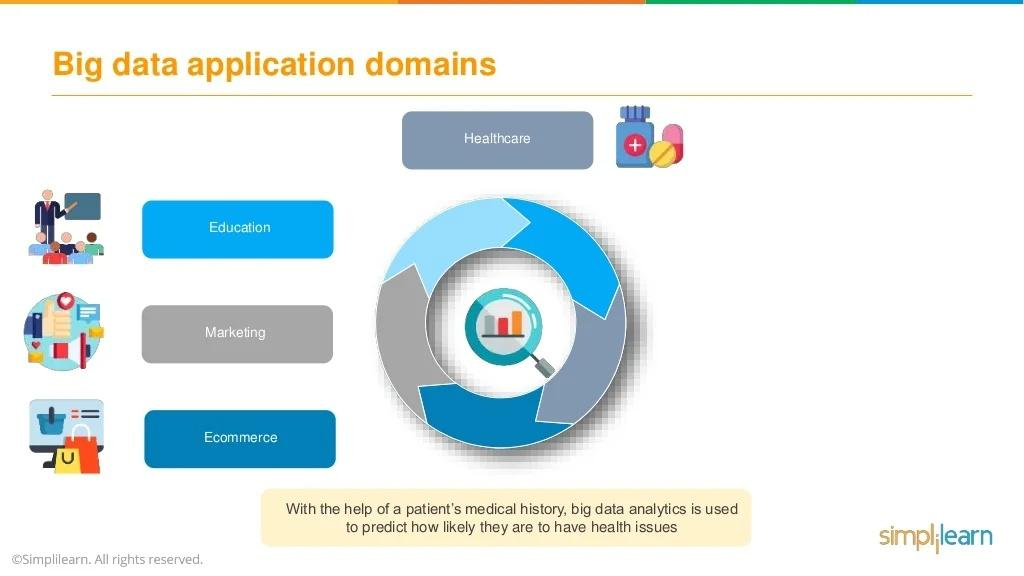 Big data application domains
Healthcare
Education
Marketing
Ecommerce
With the help of a patient’s medical history, big data analytics is used
to predict how likely they are to have health issues
simplilearn
©Simplilearn. All rights reserved.